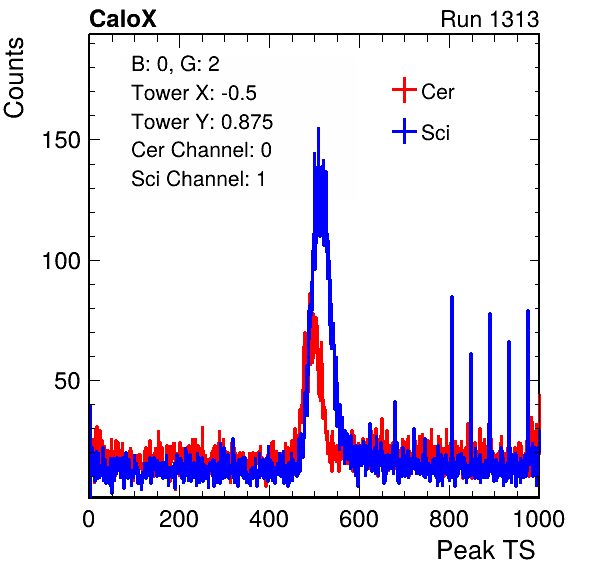 CaloX Run 1313
Counts
B: 0, G: 2
Tower X: -0.5
Tower Y: 0.875
Cer Channel: 0
Sci Channel: 1
Cer
Sci
150
100
50
0 200 400 600 800 1000
Peak TS